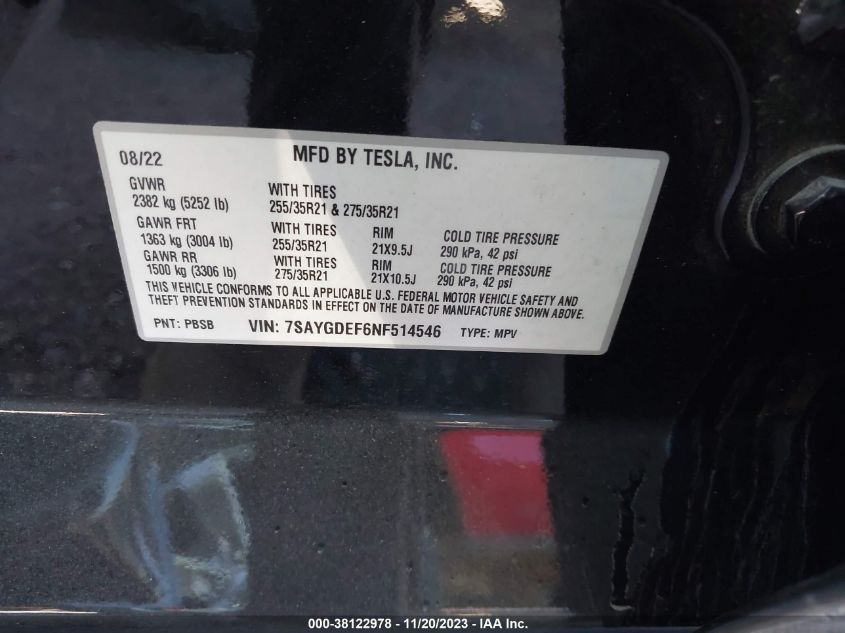 08/22 MFD BY TESLA, INC.
GVWR
2382 kg (5252 lb)
WITH TIRES
255/35R21 & 275/35R21
GAWR FRT
1363 kg (3004 lb)
WITH TIRES
255/35R21
RIM
21X9.5J
COLD TIRE PRESSURE
290 kPa, 42 psi
GAWR RR
1500 kg (3306 lb)
WITH TIRES
275/35R21
RIM
21X10.5J
COLD TIRE PRESSURE
290 kPa, 42 psi
THIS VEHICLE CONFORMS TO ALL APPLICABLE U.S. FEDERAL MOTOR VEHICLE SAFETY AND
THEFT PREVENTION STANDARDS IN EFFECT ON THE DATE OF MANUFACTURE SHOWN ABOVE.
PNT: PBSB VIN: 7SAYGDEF6NF514546 TYPE: MPV
000-38122978 - 11/20/2023 - IAA Inc.